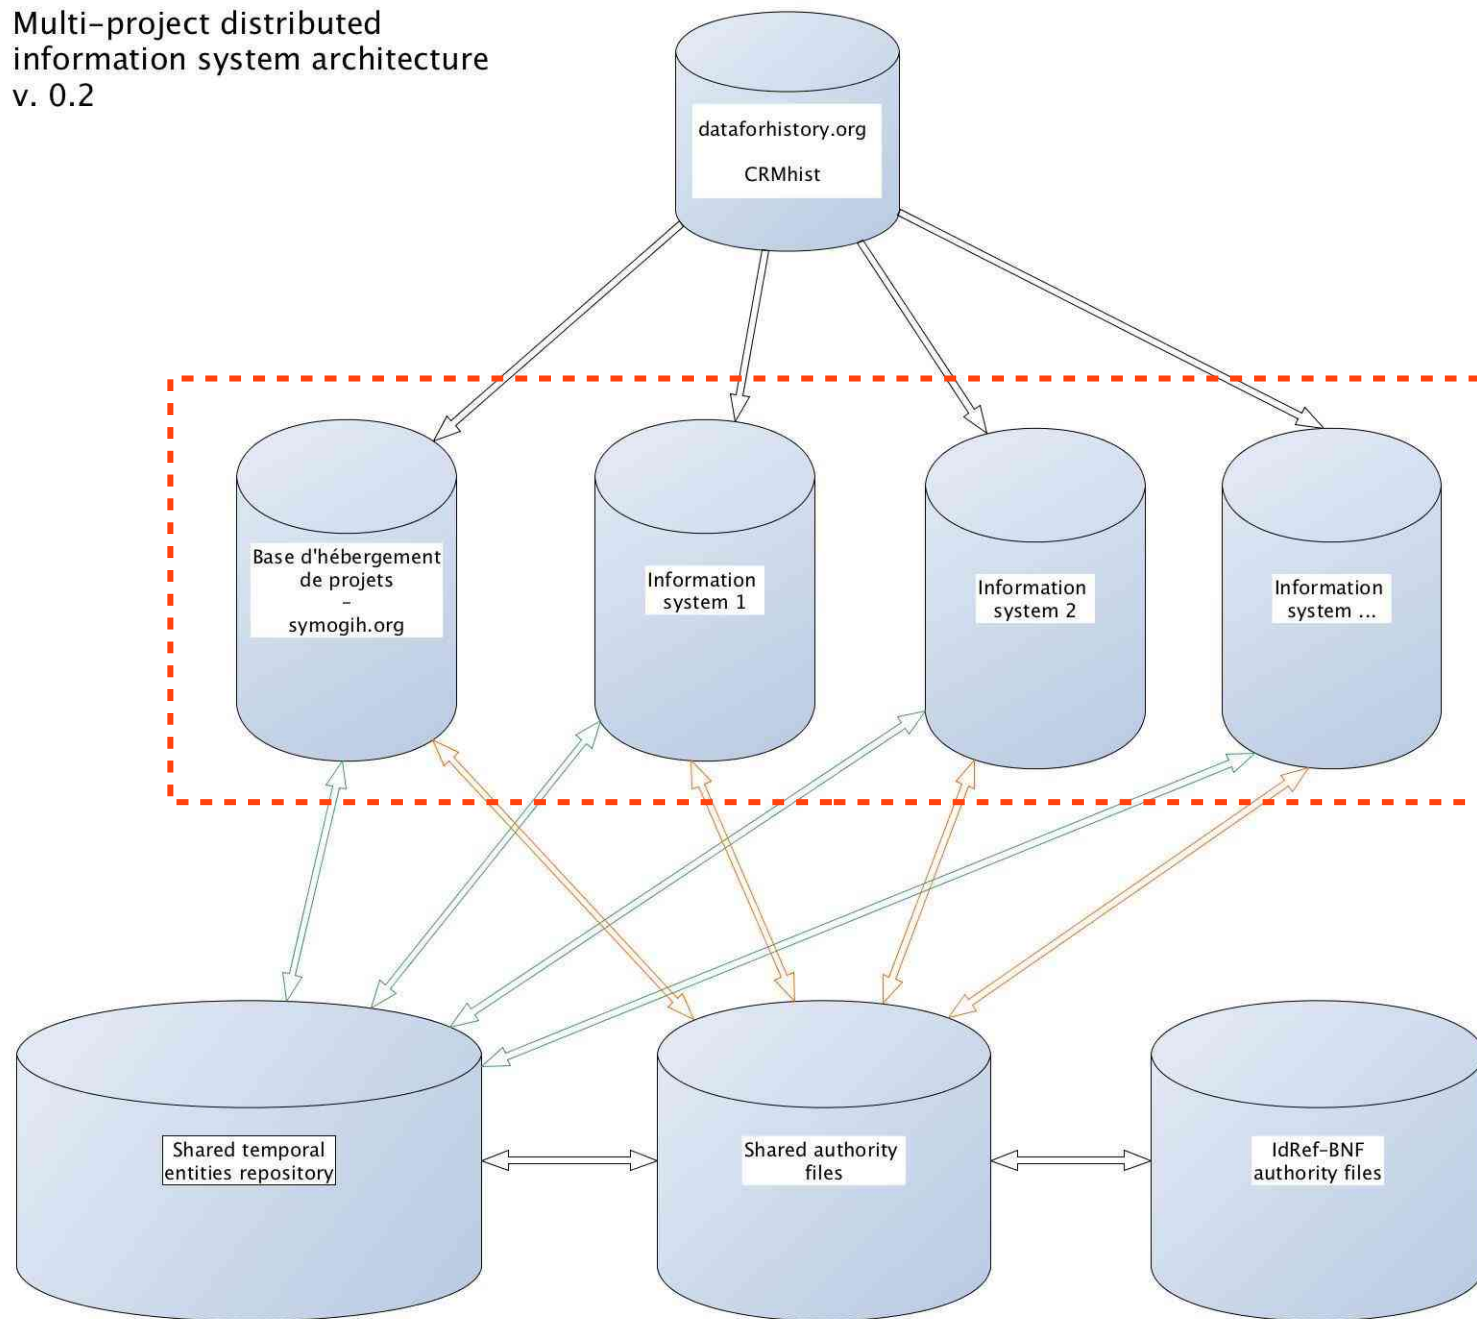 Multi-project distributed
information system architecture
v. 0.2
dataforhistory.org
CRMhist
Base d'hébergement
de projets
–
symogih.org
Information
system 1
Information
system 2
Information
system ...
Shared temporal
entities repository
Shared authority
files
IdRef-BNF
authority files